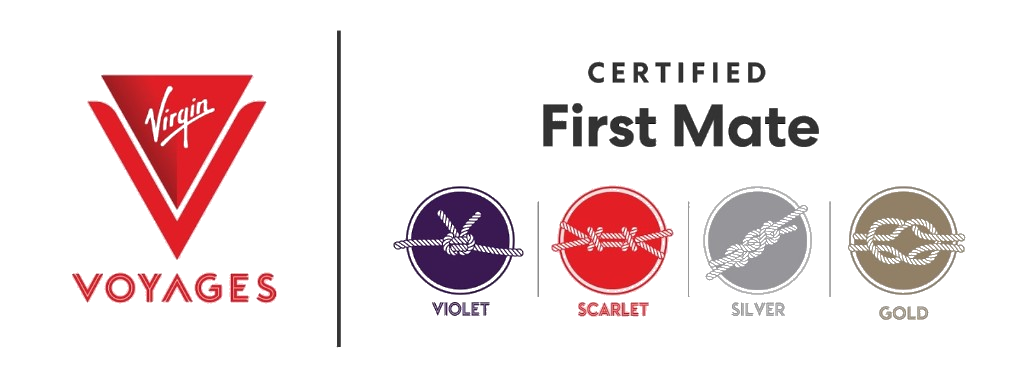 Virgin
VOYAGES
CERTIFIED
First Mate
VIOLET
SCARLET
SILVER
GOLD